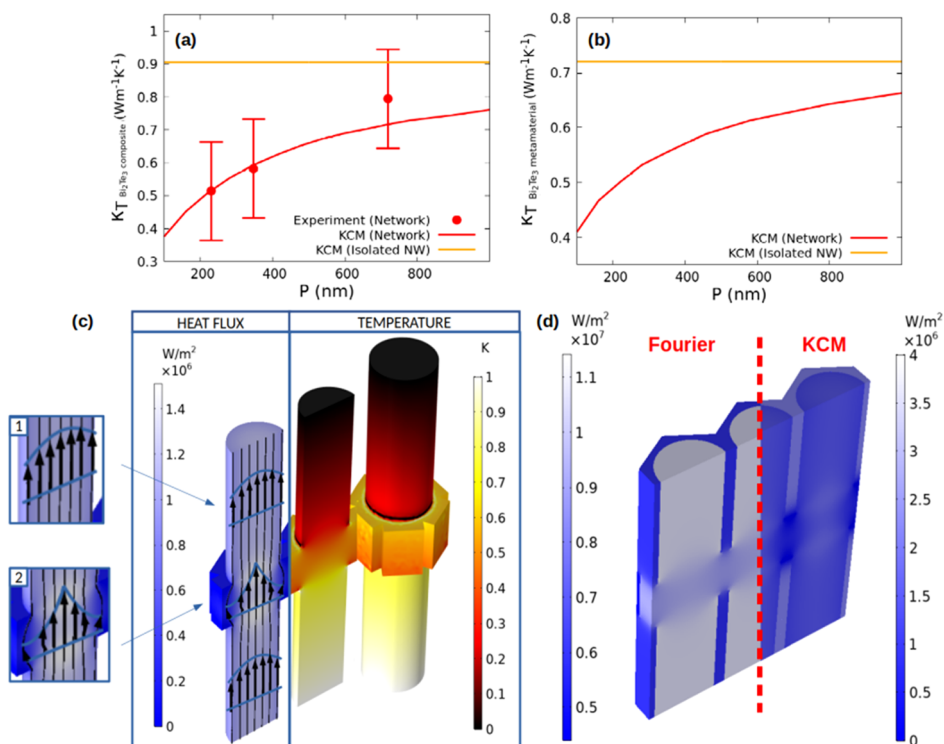 (a)
K_T Bi₂Te₃ composite (Wm⁻¹K⁻¹)
1
0.9
0.8
0.7
0.6
0.5
0.4
0.3
200
400
600
800
P (nm)
Experiment (Network)
KCM (Network)
KCM (Isolated NW)
(b)
K_T Bi₂Te₃ metamaterial (Wm⁻¹K⁻¹)
0.8
0.7
0.6
0.5
0.4
200
400
600
800
P (nm)
KCM (Network)
KCM (Isolated NW)
(c)
HEAT FLUX
TEMPERATURE
W/m²
×10⁶
1.4
1.2
1
0.8
0.6
0.4
0.2
0
1
2
K
1
0.9
0.8
0.7
0.6
0.5
0.4
0.3
0.2
0.1
0
(d)
W/m²
×10⁷
1.1
1
0.9
0.8
0.7
0.6
0.5
Fourier
KCM
W/m²
×10⁶
4
3.5
3
2.5
2
1.5
1
0.5
0